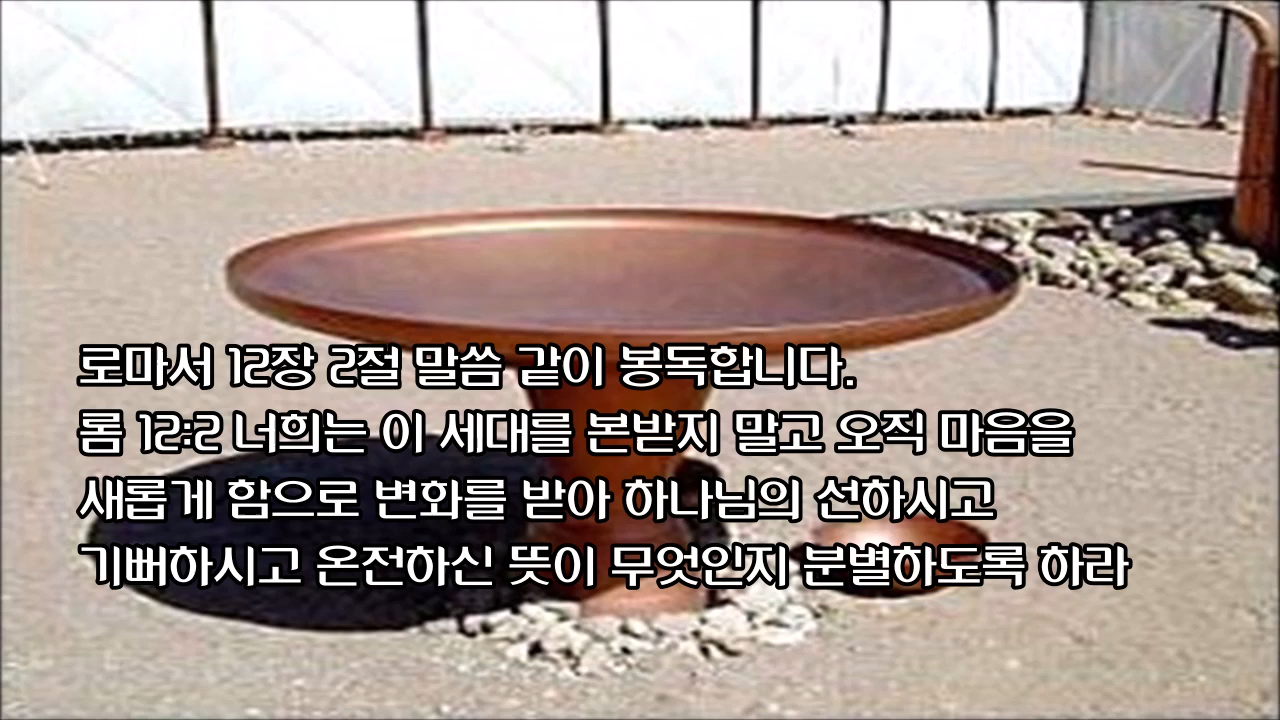 로마서 12장 2절 말씀 같이 봉독합니다.
롬 12:2 너희는 이 세대를 본받지 말고 오직 마음을
새롭게 함으로 변화를 받아 하나님의 선하시고
기뻐하시고 온전하신 뜻이 무엇인지 분별하도록 하라